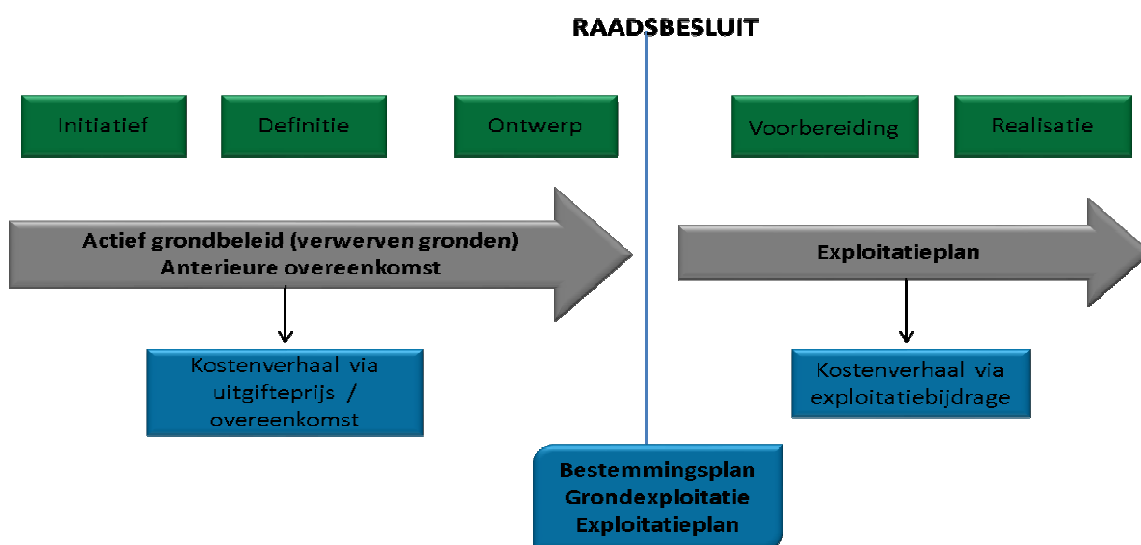 RAADSBESLUIT
Initiatief
Definitie
Ontwerp
Voorbereiding
Realisatie
Actief grondbeleid (verwerven gronden)
Anterieure overeenkomst
Exploitatieplan
Kostenverhaal via
uitgifteprijs /
overeenkomst
Kostenverhaal via
exploitatiebijdrage
Bestemmingsplan
Grondexploitatie
Exploitatieplan